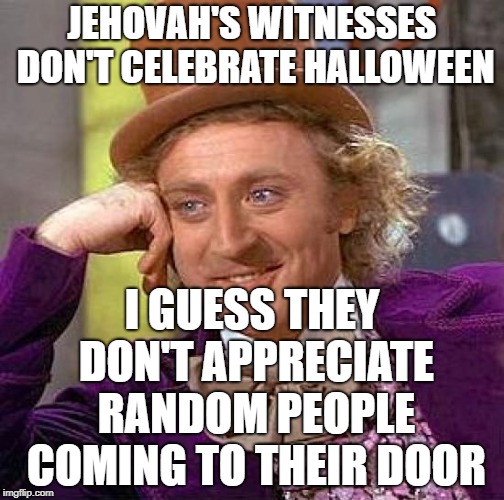 JEHOVAH'S WITNESSES
DON'T CELEBRATE HALLOWEEN
I GUESS THEY
DON'T APPRECIATE
RANDOM PEOPLE
COMING TO THEIR DOOR
imgflip.com